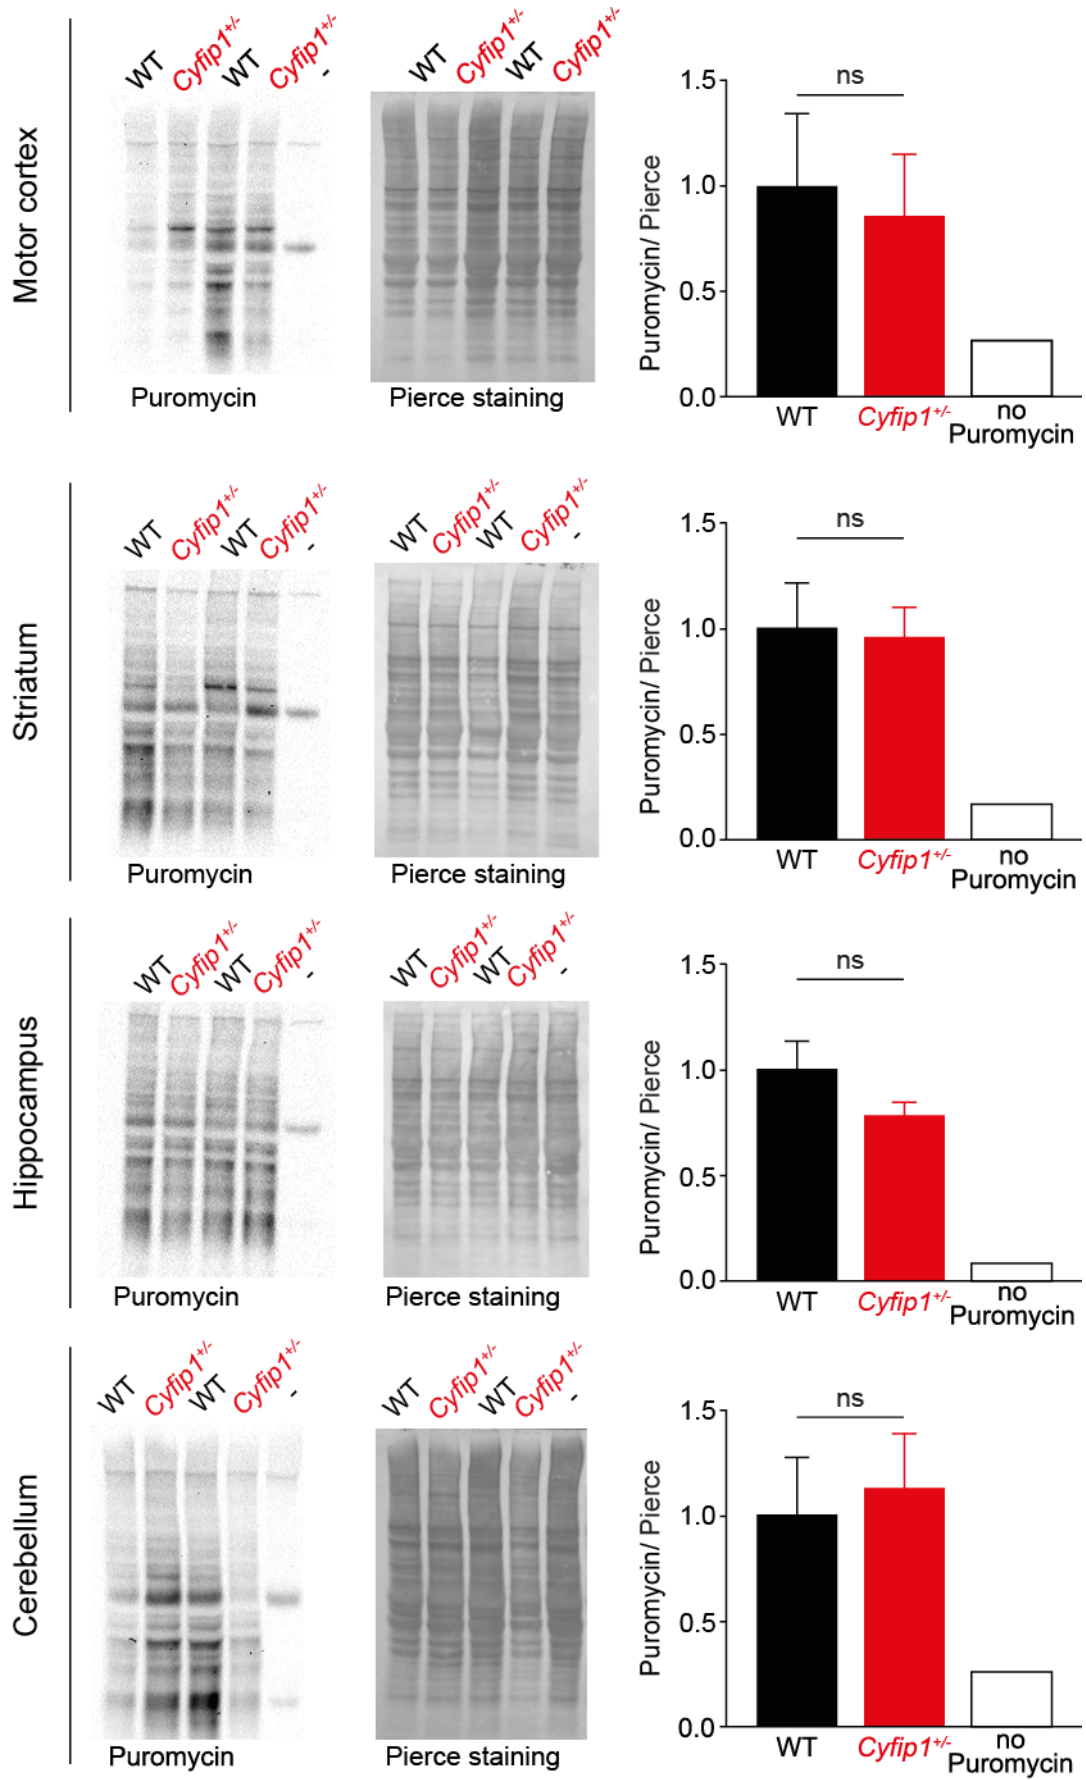 Motor cortex
WT Cyfip1+/- WT Cyfip1+/- -
Puromycin
WT Cyfip1+/- WT Cyfip1+/-
Pierce staining
Puromycin/ Pierce
1.5
1.0
0.5
0.0
ns
WT Cyfip1+/- no
Puromycin
Striatum
WT Cyfip1+/- WT Cyfip1+/- -
Puromycin
WT Cyfip1+/- WT Cyfip1+/- -
Pierce staining
Puromycin/ Pierce
1.5
1.0
0.5
0.0
ns
WT Cyfip1+/- no
Puromycin
Hippocampus
WT Cyfip1+/- WT Cyfip1+/- -
Puromycin
WT Cyfip1+/- WT Cyfip1+/- -
Pierce staining
Puromycin/ Pierce
1.5
1.0
0.5
0.0
ns
WT Cyfip1+/- no
Puromycin
Cerebellum
WT Cyfip1+/- WT Cyfip1+/- -
Puromycin
WT Cyfip1+/- WT Cyfip1+/- -
Pierce staining
Puromycin/ Pierce
1.5
1.0
0.5
0.0
ns
WT Cyfip1+/- no
Puromycin